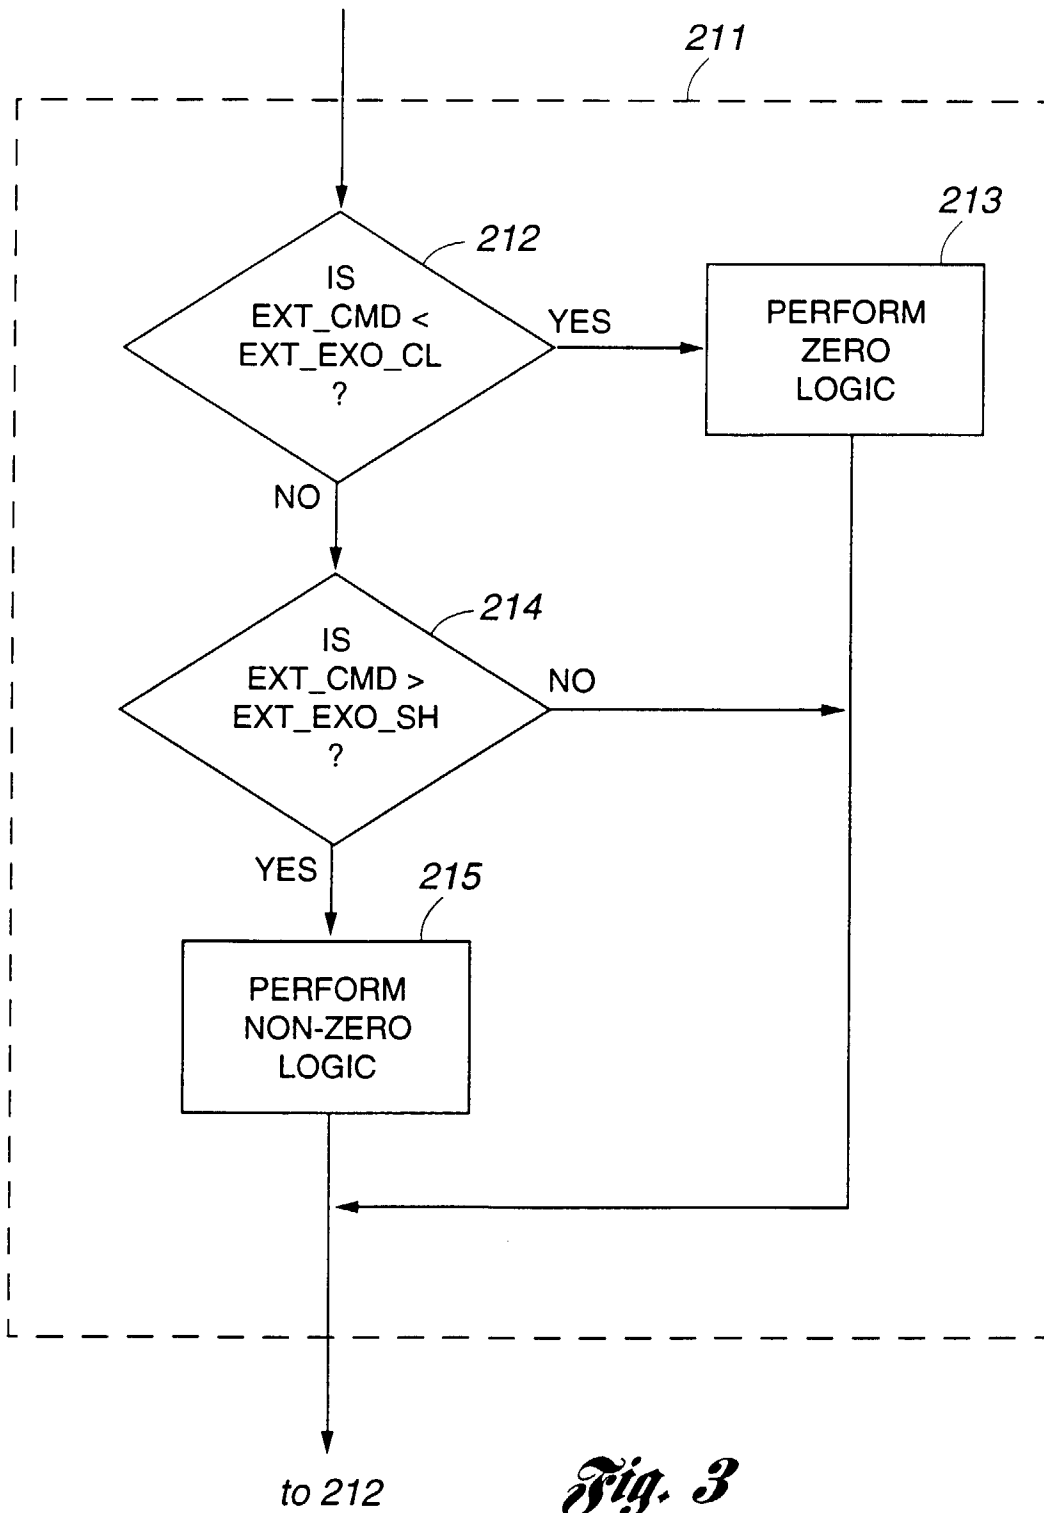 211
212
213
IS
EXT_CMD <
EXT_EXO_CL
?
YES
PERFORM
ZERO
LOGIC
NO
214
IS
EXT_CMD >
EXT_EXO_SH
?
NO
YES
215
PERFORM
NON-ZERO
LOGIC
to 212
Fig. 3